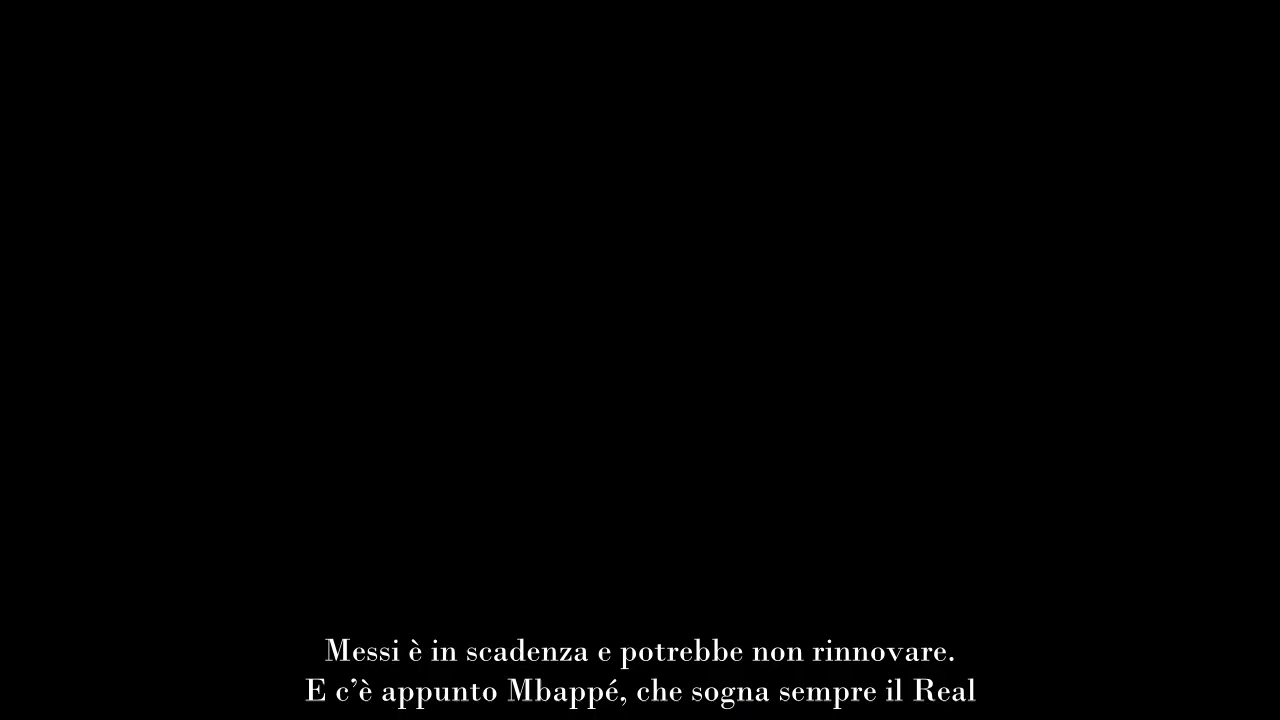 Messi è in scadenza e potrebbe non rinnovare.
E c’è appunto Mbappé, che sogna sempre il Real